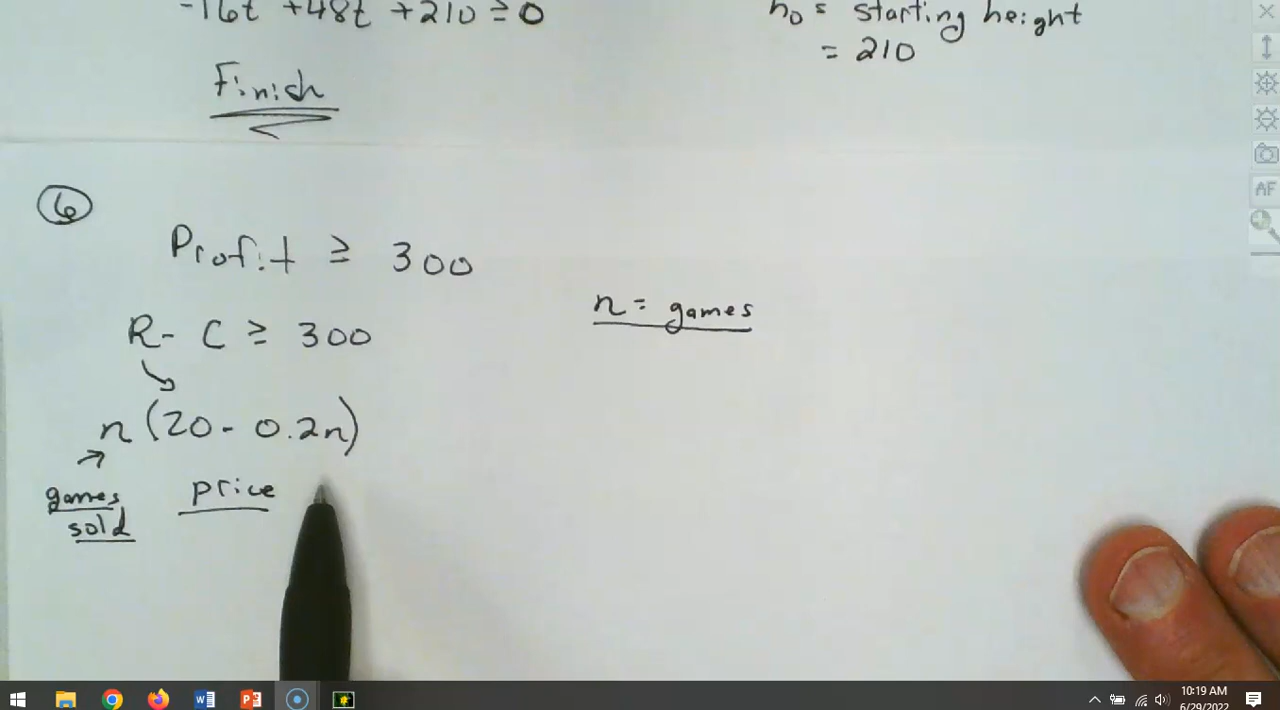 -16t +48t +210 ≥ 0
h₀ = starting height
= 210
Finish
6
Profit ≥ 300
n = games
R - C ≥ 300
n(20 - 0.2n)
games price
sold
AF
10:19 AM
6/29/2022